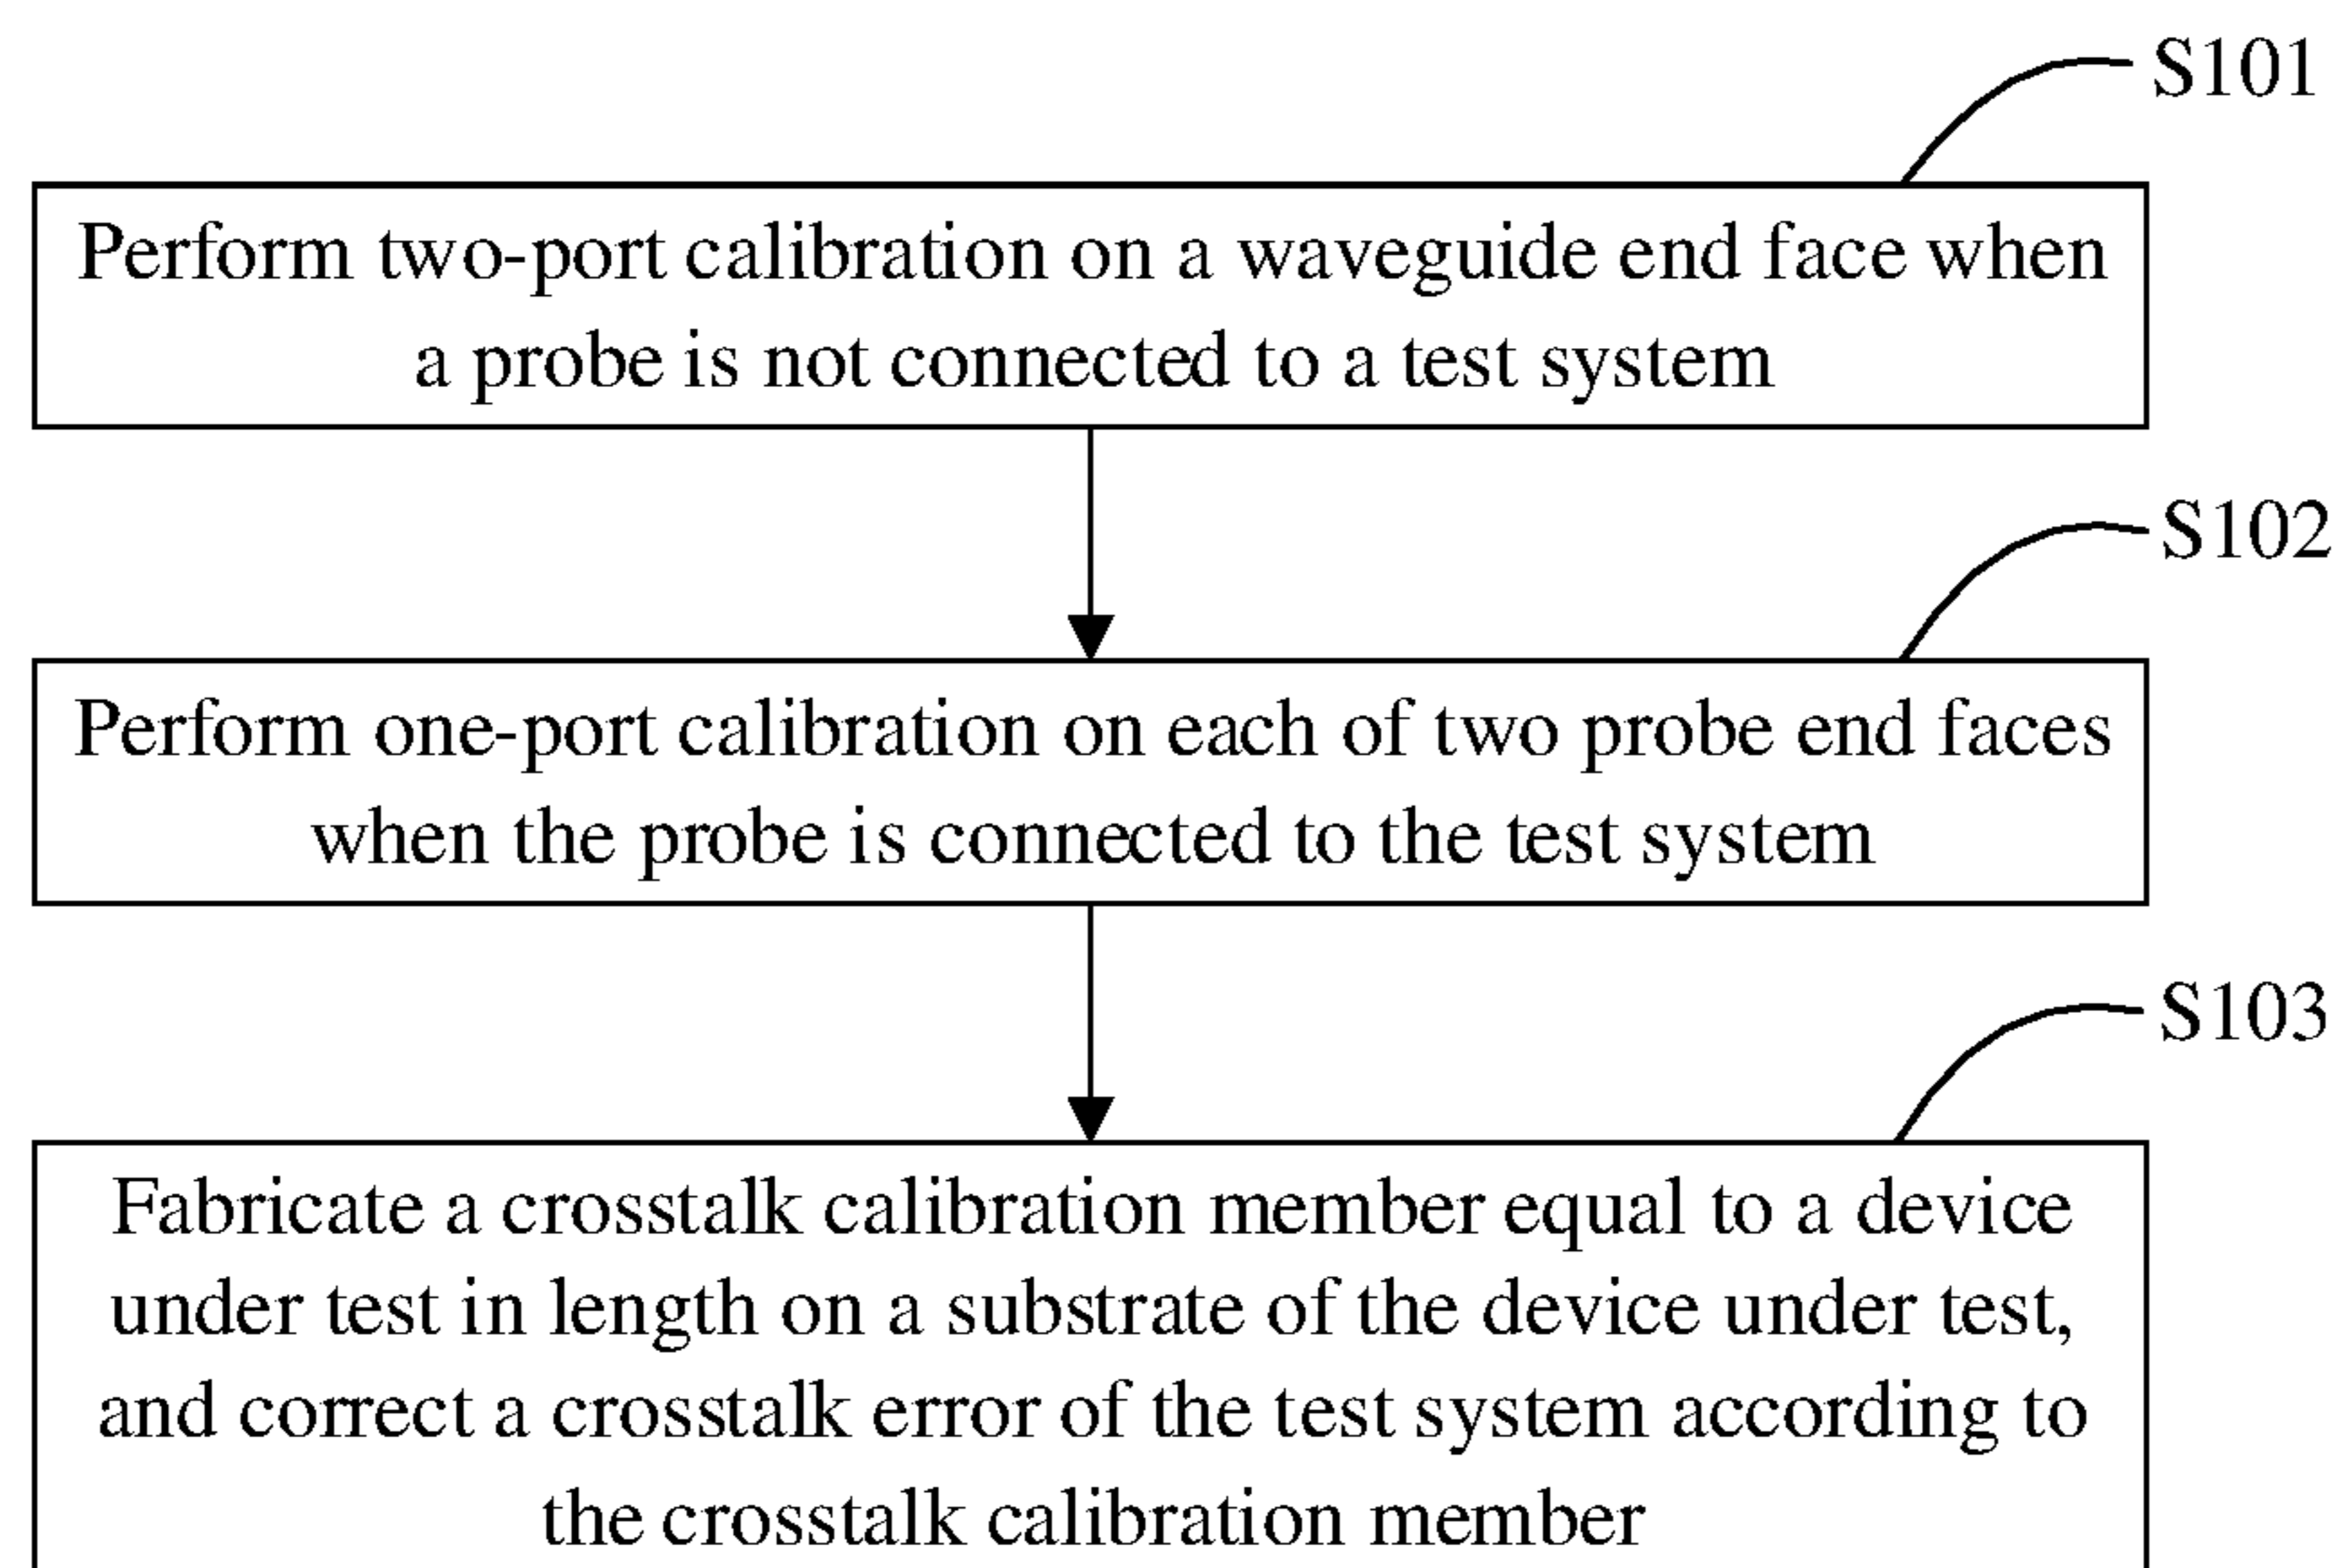 S101
Perform two-port calibration on a waveguide end face when
a probe is not connected to a test system
S102
Perform one-port calibration on each of two probe end faces
when the probe is connected to the test system
S103
Fabricate a crosstalk calibration member equal to a device
under test in length on a substrate of the device under test,
and correct a crosstalk error of the test system according to
the crosstalk calibration member